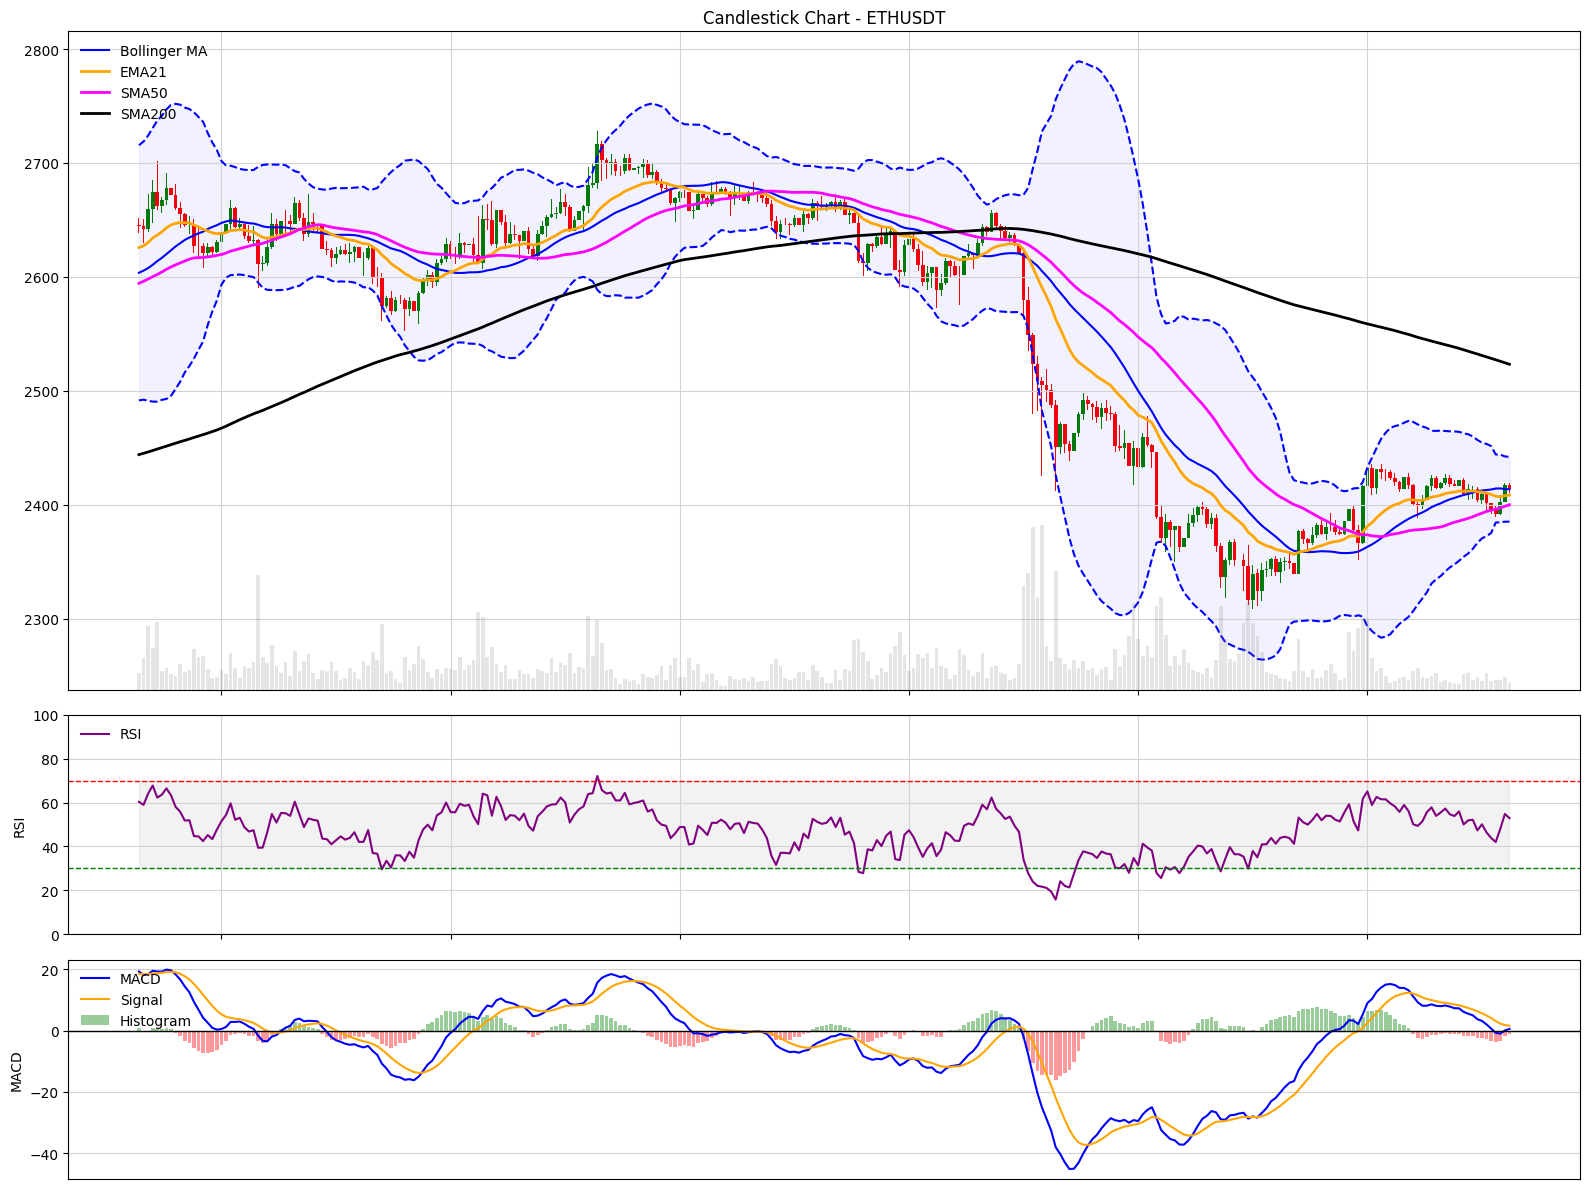 Candlestick Chart - ETHUSDT
Bollinger MA
EMA21
SMA50
SMA200
2800
2700
2600
2500
2400
2300
RSI
100
80
60
40
20
0
RSI
MACD
Signal
Histogram
20
0
−20
−40
MACD